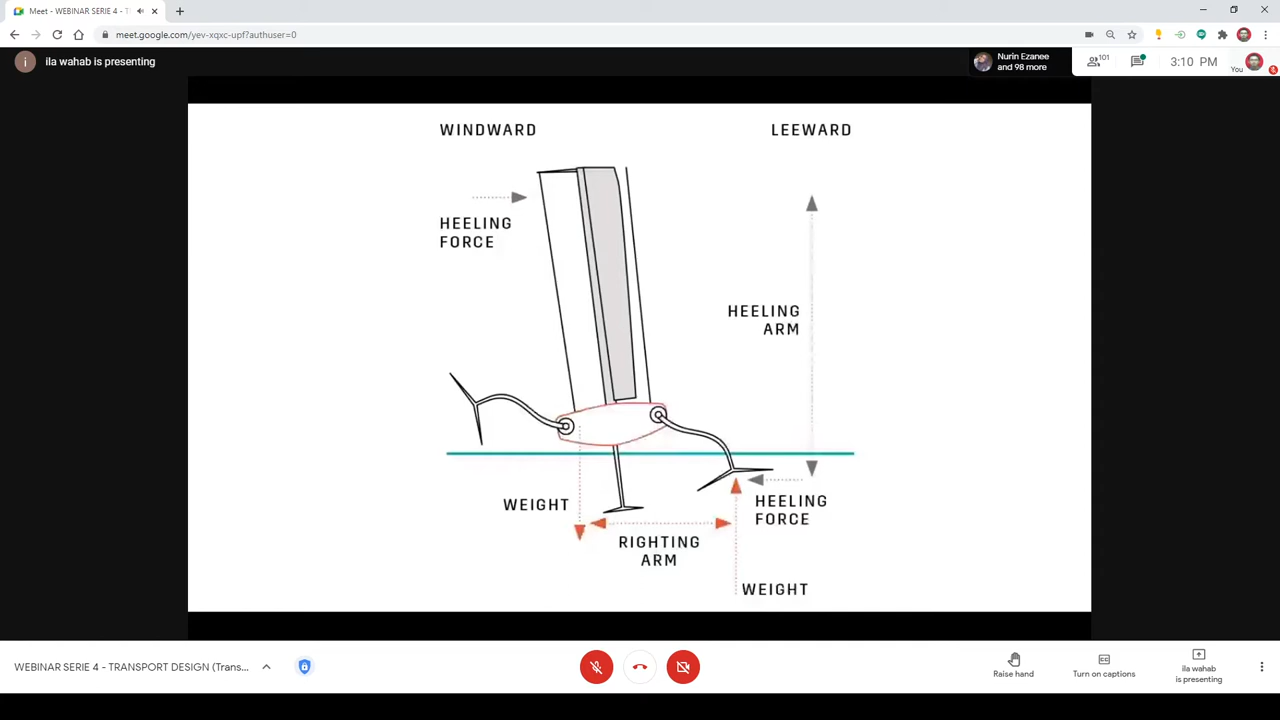 Meet - WEBINAR SERIE 4 - T
meet.google.com/yev-xqxc-upf?authuser=0
i
ila wahab is presenting
Nurin Ezanee
and 98 more
101
3:10 PM
You
WINDWARD
LEEWARD
HEELING
FORCE
HEELING
ARM
WEIGHT
HEELING
FORCE
RIGHTING
ARM
WEIGHT
WEBINAR SERIE 4 - TRANSPORT DESIGN (Trans...
Raise hand
Turn on captions
ila wahab
is presenting